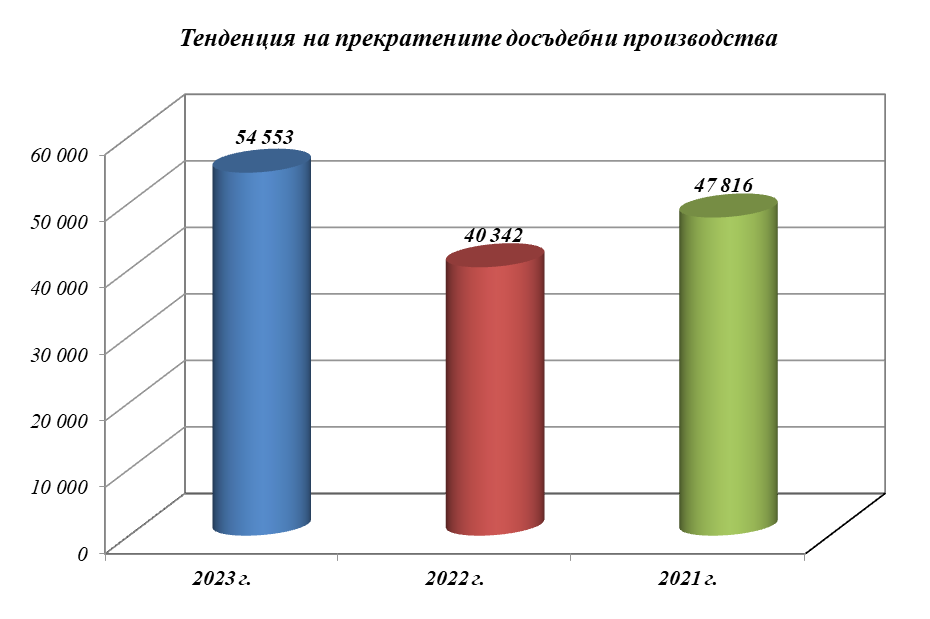 Тенденция на прекратените досъдебни производства
54 553
40 342
47 816
60 000
50 000
40 000
30 000
20 000
10 000
0
2023 г.
2022 г.
2021 г.